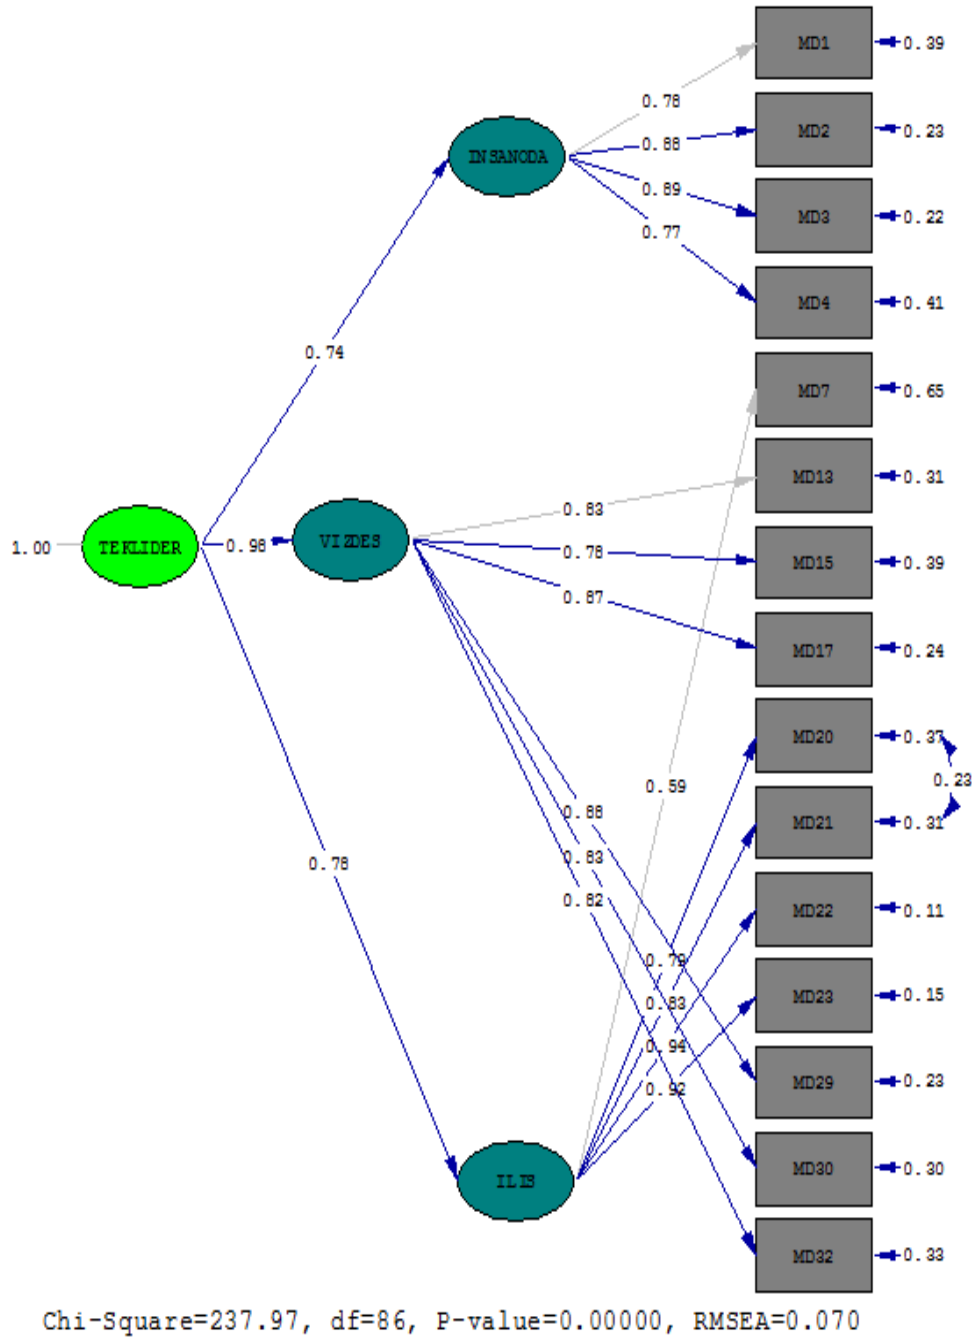 MD1
0.39
0.78
MD2
0.23
0.88
INSANODA
0.89
MD3
0.22
0.77
MD4
0.41
0.74
MD7
0.65
MD13
0.31
0.83
1.00
TEKLIDER
0.98
VIZDES
0.78
MD15
0.39
0.87
MD17
0.24
MD20
0.37
0.23
0.59
0.88
MD21
0.31
0.83
0.78
0.82
MD22
0.11
0.79
0.83
MD23
0.15
0.94
0.92
MD29
0.23
ILIS
MD30
0.30
MD32
0.33
Chi-Square=237.97, df=86, P-value=0.00000, RMSEA=0.070